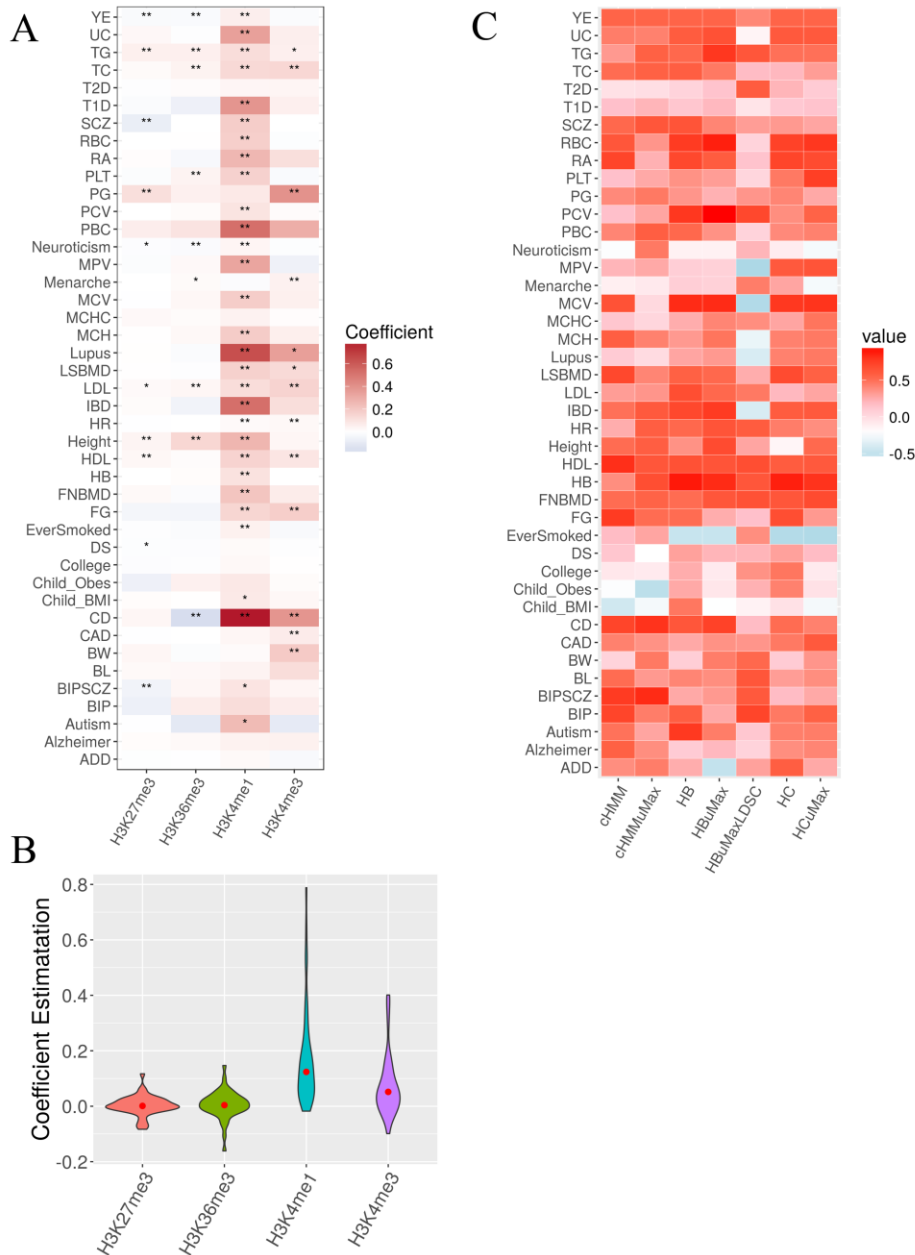 A
YE ** ** **
UC **
TG ** ** ** *
TC ** ** **
T2D
T1D **
SCZ ** **
RBC **
RA **
PLT ** **
PG ** **
PCV **
PBC **
Neuroticism * ** **
MPV **
Menarche * **
MCV **
MCHC
MCH **
Lupus ** *
LSBMD ** *
LDL * ** ** **
IBD **
HR ** **
Height ** ** **
HDL ** ** **
HB **
FNBMD **
FG ** **
EverSmoked **
DS *
College
Child_Obes
Child_BMI *
CD ** ** **
CAD **
BW **
BL
BIPSCZ ** *
BIP
Autism *
Alzheimer
ADD
H3K27me3
H3K36me3
H3K4me1
H3K4me3
Coefficient
0.6
0.4
0.2
0.0
B
Coefficient Estimatation
0.8
0.6
0.4
0.2
0.0
-0.2
H3K27me3
H3K36me3
H3K4me1
H3K4me3
C
YE
UC
TG
TC
T2D
T1D
SCZ
RBC
RA
PLT
PG
PCV
PBC
Neuroticism
MPV
Menarche
MCV
MCHC
MCH
Lupus
LSBMD
LDL
IBD
HR
Height
HDL
HB
FNBMD
FG
EverSmoked
DS
College
Child_Obes
Child_BMI
CD
CAD
BW
BL
BIPSCZ
BIP
Autism
Alzheimer
ADD
cHMM
cHMMuMax
HB
HBuMax
HBuMaxLDSC
HC
HCuMax
value
0.5
0.0
-0.5